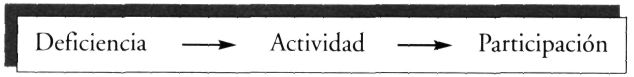 Deficiencia → Actividad → Participación